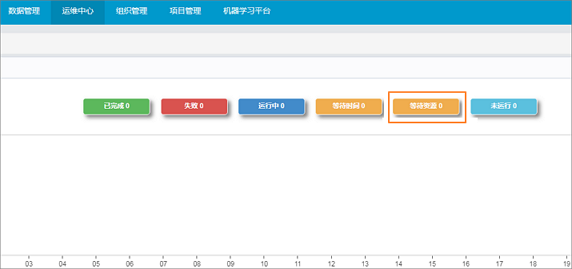 数据管理 运维中心 组织管理 项目管理 机器学习平台
已完成 0 失败 0 运行中 0 等待时间 0 等待资源 0 未运行 0
03 04 05 06 07 08 09 10 11 12 13 14 15 16 17 18 19